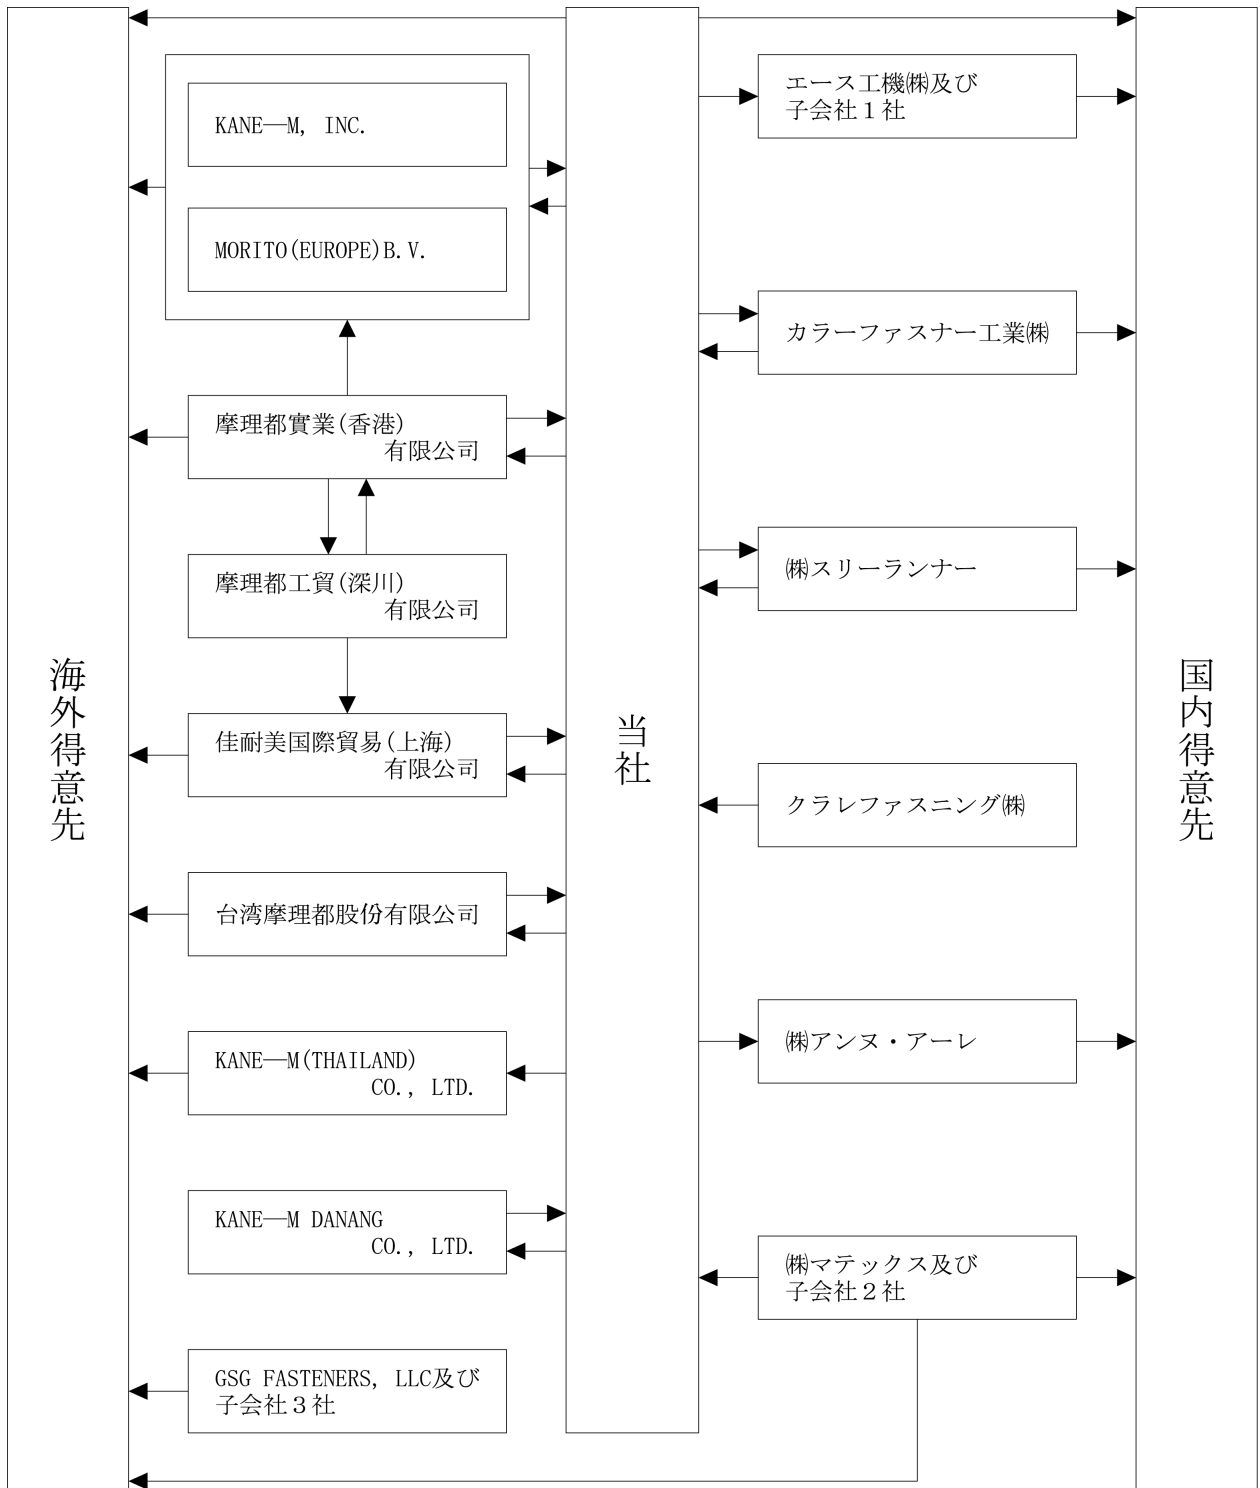 海外得意先
KANE―M, INC.
MORITO(EUROPE)B.V.
摩理都實業(香港)
有限公司
摩理都工貿(深川)
有限公司
佳耐美国際貿易(上海)
有限公司
台湾摩理都股份有限公司
KANE―M(THAILAND)
CO., LTD.
KANE―M DANANG
CO., LTD.
GSG FASTENERS, LLC及び
子会社3社
当社
エース工機㈱及び
子会社1社
カラーファスナー工業㈱
㈱スリーランナー
クラレファスニング㈱
㈱アンヌ・アーレ
㈱マテックス及び
子会社2社
国内得意先